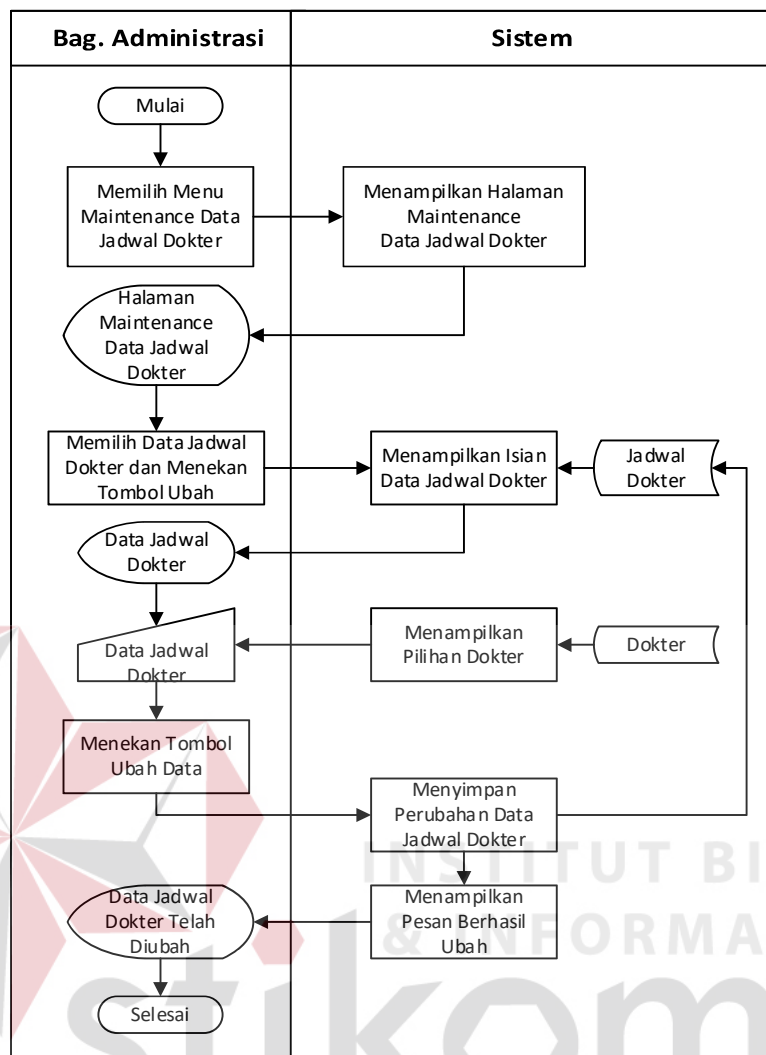 Bag. Administrasi
Sistem
Mulai
Memilih Menu
Maintenance Data
Jadwal Dokter
Menampilkan Halaman
Maintenance
Data Jadwal Dokter
Halaman
Maintenance
Data Jadwal
Dokter
Memilih Data Jadwal
Dokter dan Menekan
Tombol Ubah
Menampilkan Isian
Data Jadwal Dokter
Jadwal
Dokter
Data Jadwal
Dokter
Data Jadwal
Dokter
Menampilkan
Pilihan Dokter
Dokter
Menekan Tombol
Ubah Data
Menyimpan
Perubahan Data
Jadwal Dokter
Data Jadwal
Dokter Telah
Diubah
Menampilkan
Pesan Berhasil
Ubah
Selesai
INSTITUT BI
& INFORMA
stikom